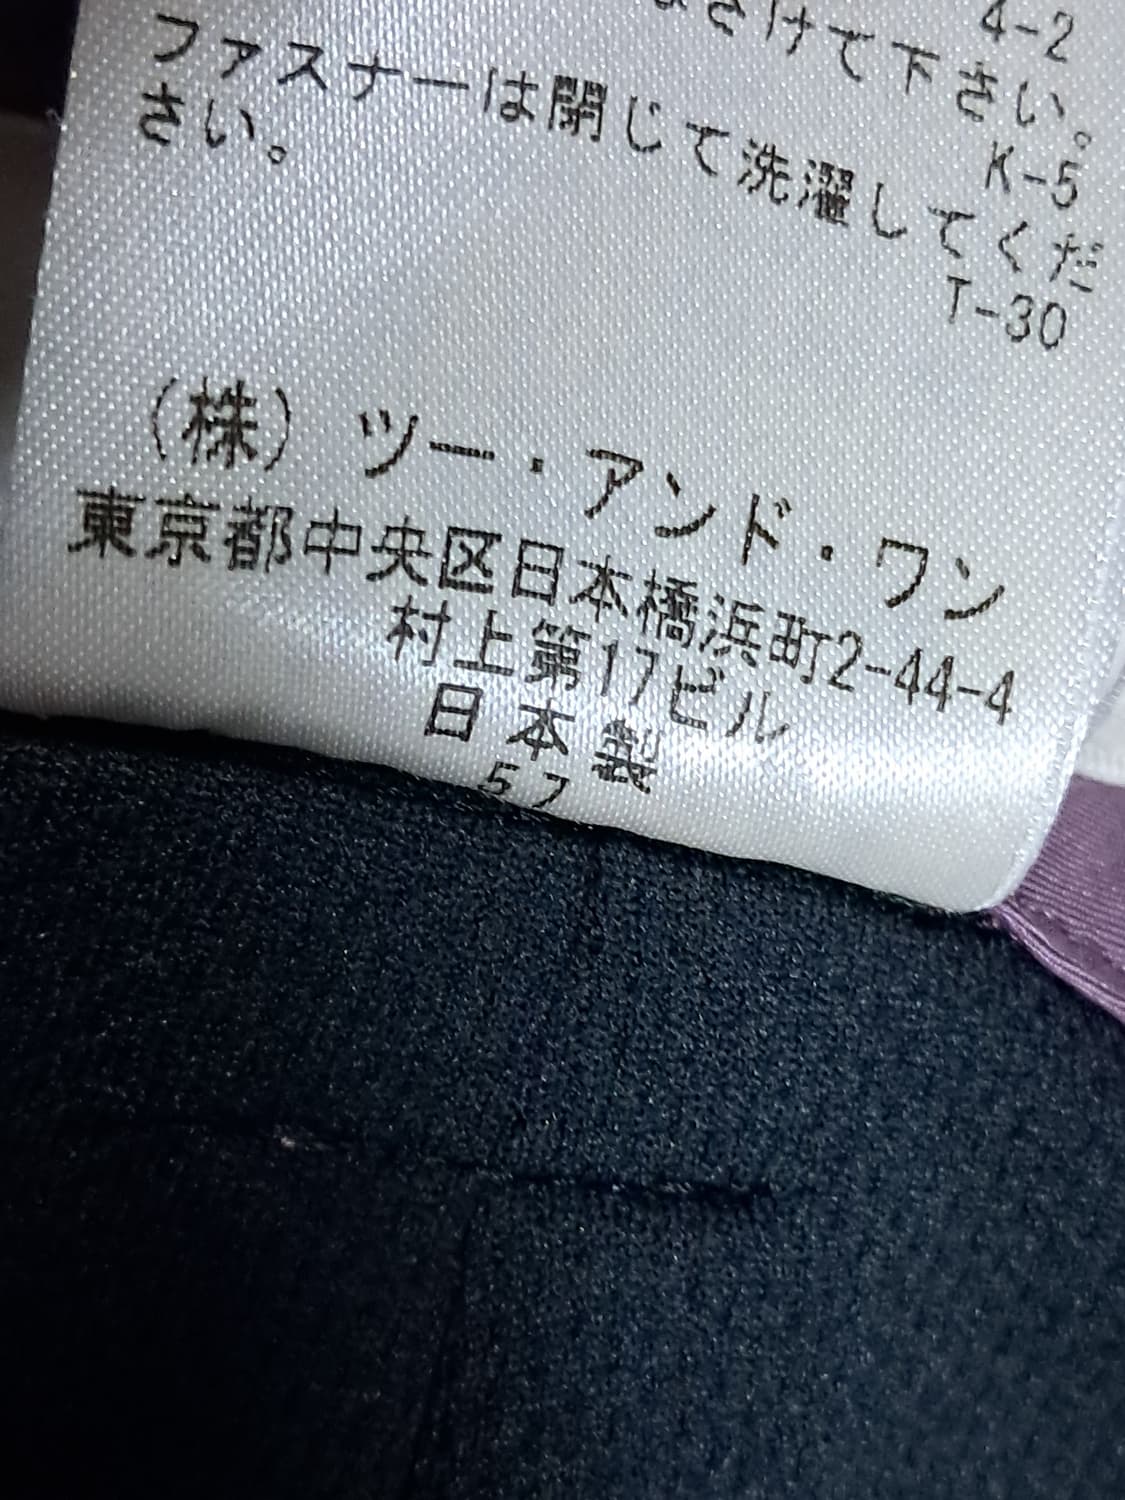 4-2
さけて下さい。
K-5
ファスナーは閉じて洗濯してくだ
さい。
T-30
（株）ツー・アンド・ワン
東京都中央区日本橋浜町2-44-4
村上第17ビル
日本製
57